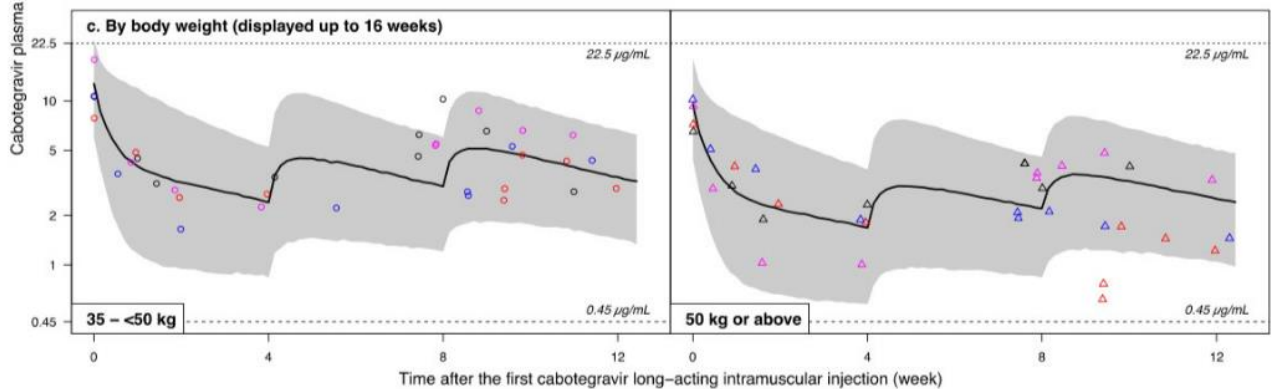 Cabotegravir plasma
c. By body weight (displayed up to 16 weeks)
22.5
10
5
2
1
0.45
22.5 µg/mL
22.5 µg/mL
0.45 µg/mL
0.45 µg/mL
35 – <50 kg
50 kg or above
0 4 8 12 0 4 8 12
Time after the first cabotegravir long−acting intramuscular injection (week)